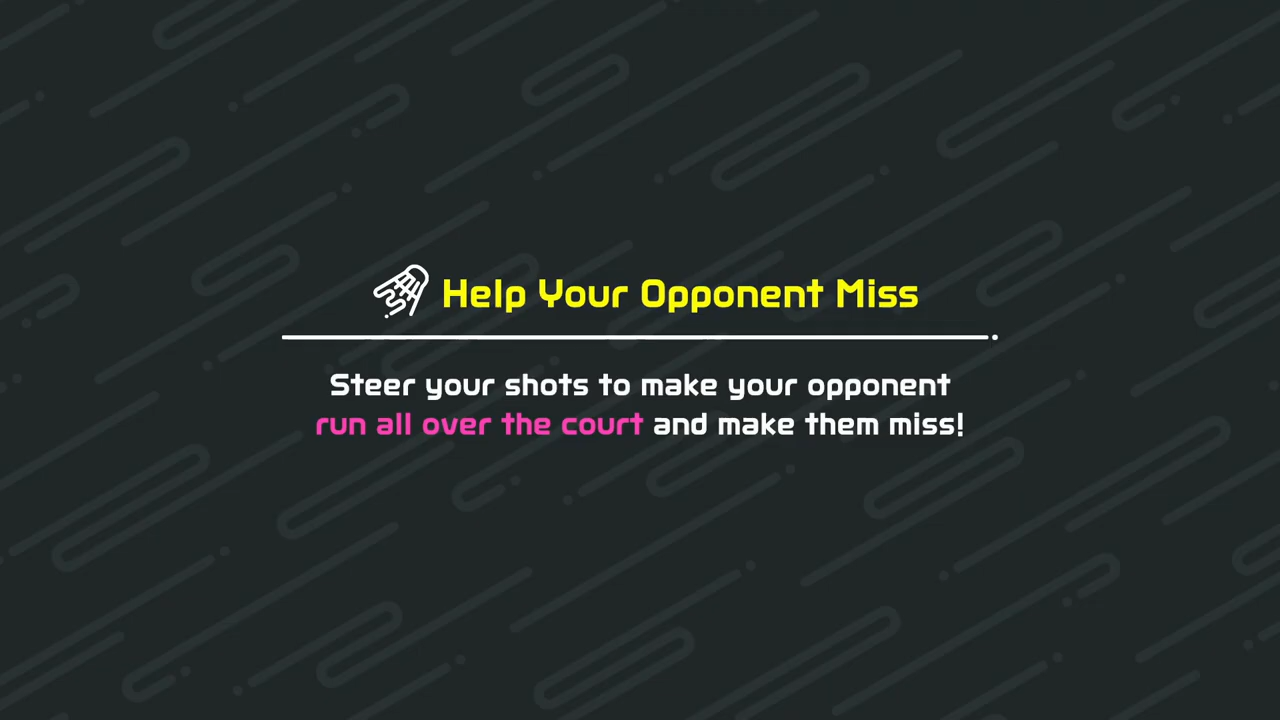 Help Your Opponent Miss
Steer your shots to make your opponent
run all over the court and make them miss!